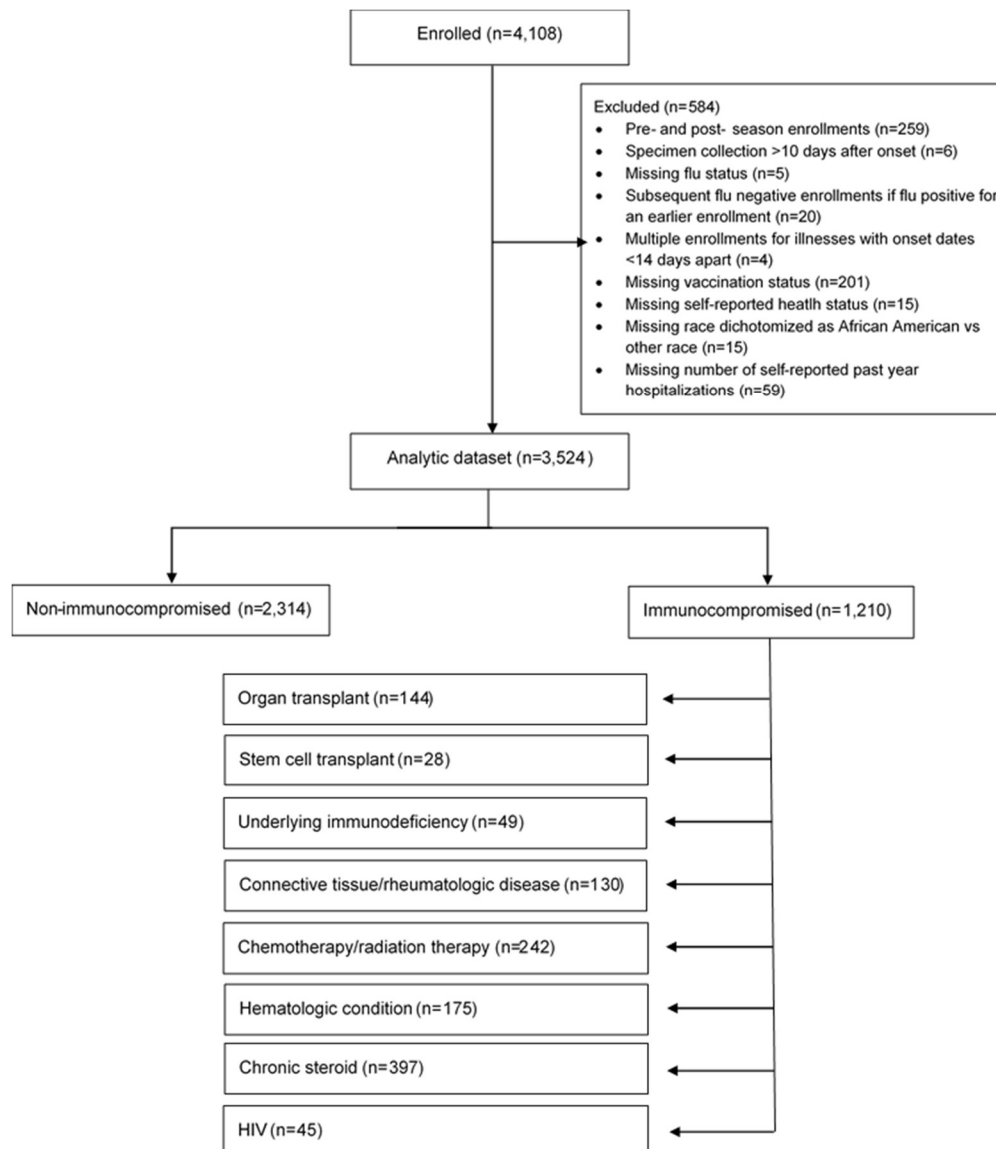 Enrolled (n=4,108)
Excluded (n=584)
• Pre- and post- season enrollments (n=259)
• Specimen collection >10 days after onset (n=6)
• Missing flu status (n=5)
• Subsequent flu negative enrollments if flu positive for
an earlier enrollment (n=20)
• Multiple enrollments for illnesses with onset dates
<14 days apart (n=4)
• Missing vaccination status (n=201)
• Missing self-reported heatlh status (n=15)
• Missing race dichotomized as African American vs
other race (n=15)
• Missing number of self-reported past year
hospitalizations (n=59)
Analytic dataset (n=3,524)
Non-immunocompromised (n=2,314)
Immunocompromised (n=1,210)
Organ transplant (n=144)
Stem cell transplant (n=28)
Underlying immunodeficiency (n=49)
Connective tissue/rheumatologic disease (n=130)
Chemotherapy/radiation therapy (n=242)
Hematologic condition (n=175)
Chronic steroid (n=397)
HIV (n=45)